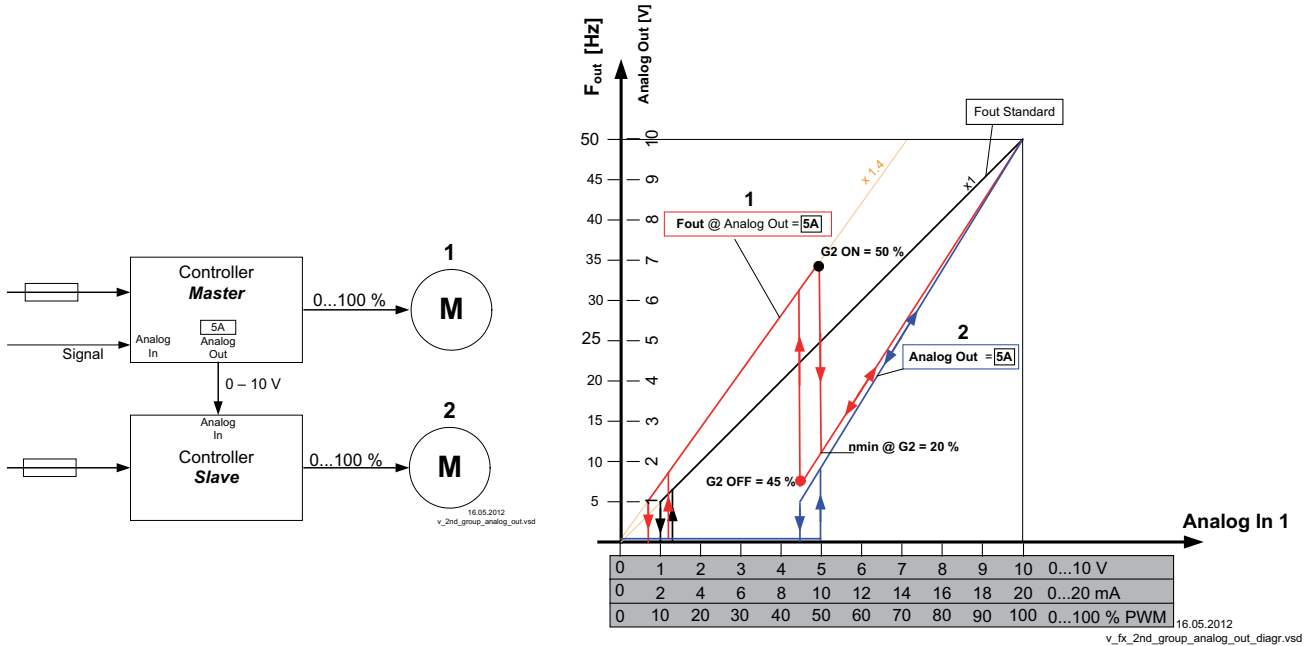 Controller
Master
5A
Analog
Out
Analog
In
Signal
0...100 %
1
M
0 – 10 V
Analog
In
Controller
Slave
0...100 %
2
M
16.05.2012
v_2nd_group_analog_out.vsd
Fout [Hz]
Analog Out [V]
50
45
40
35
30
25
20
15
10
5
10
9
8
7
6
5
4
3
2
1
Fout Standard
x 1.4
x1
1
Fout @ Analog Out = 5A
G2 ON = 50 %
2
Analog Out = 5A
nmin @ G2 = 20 %
G2 OFF = 45 %
Analog In 1
0 1 2 3 4 5 6 7 8 9 10 0...10 V
0 2 4 6 8 10 12 14 16 18 20 0...20 mA
0 10 20 30 40 50 60 70 80 90 100 0...100 % PWM
16.05.2012
v_fx_2nd_group_analog_out_diagr.vsd